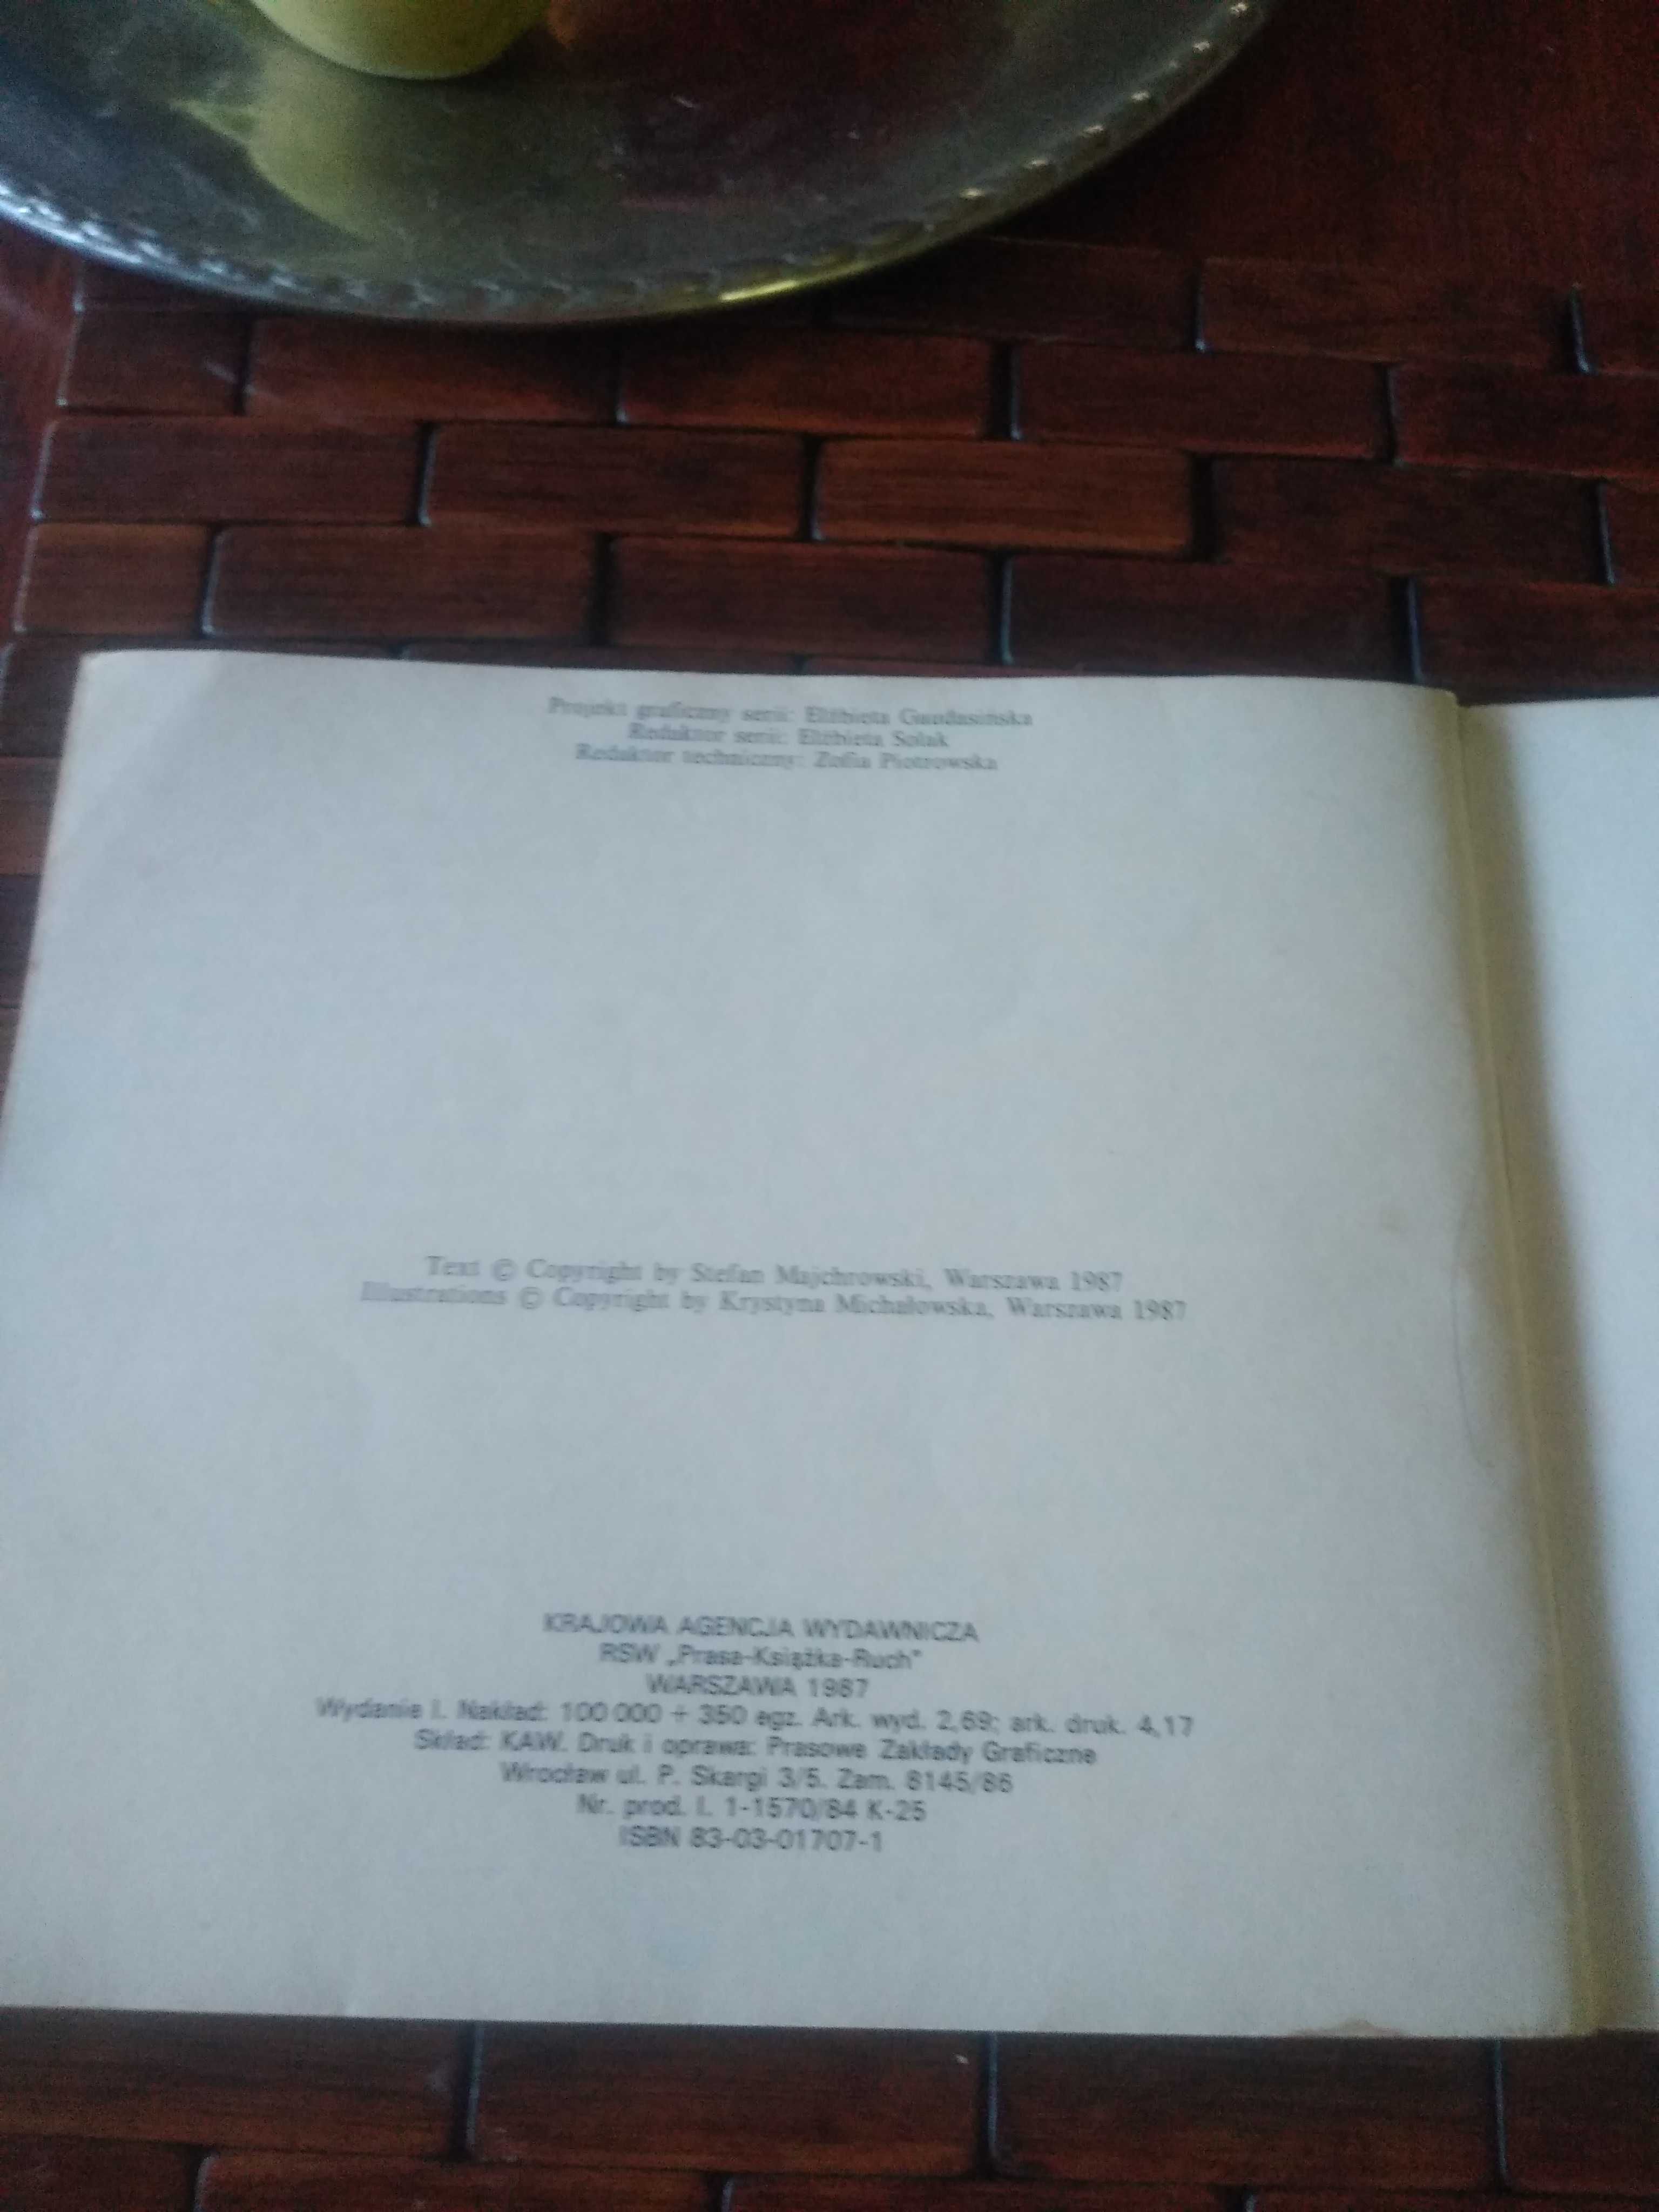 Projekt graficzny serii: Elżbieta Gaudasińska
Redaktor serii: Elżbieta Solak
Redaktor techniczny: Zofia Piotrowska
Text © Copyright by Stefan Majchrowski, Warszawa 1987
Illustrations © Copyright by Krystyna Michałowska, Warszawa 1987
KRAJOWA AGENCJA WYDAWNICZA
RSW „Prasa-Książka-Ruch"
WARSZAWA 1987
Wydanie I. Nakład: 100 000 + 350 egz. Ark. wyd. 2,69; ark. druk. 4,17
Skład: KAW. Druk i oprawa: Prasowe Zakłady Graficzne
Wrocław ul. P. Skargi 3/5. Zam. 6145/86
Nr. prod. I. 1-1570/84 K-25
ISBN 83-03-01707-1